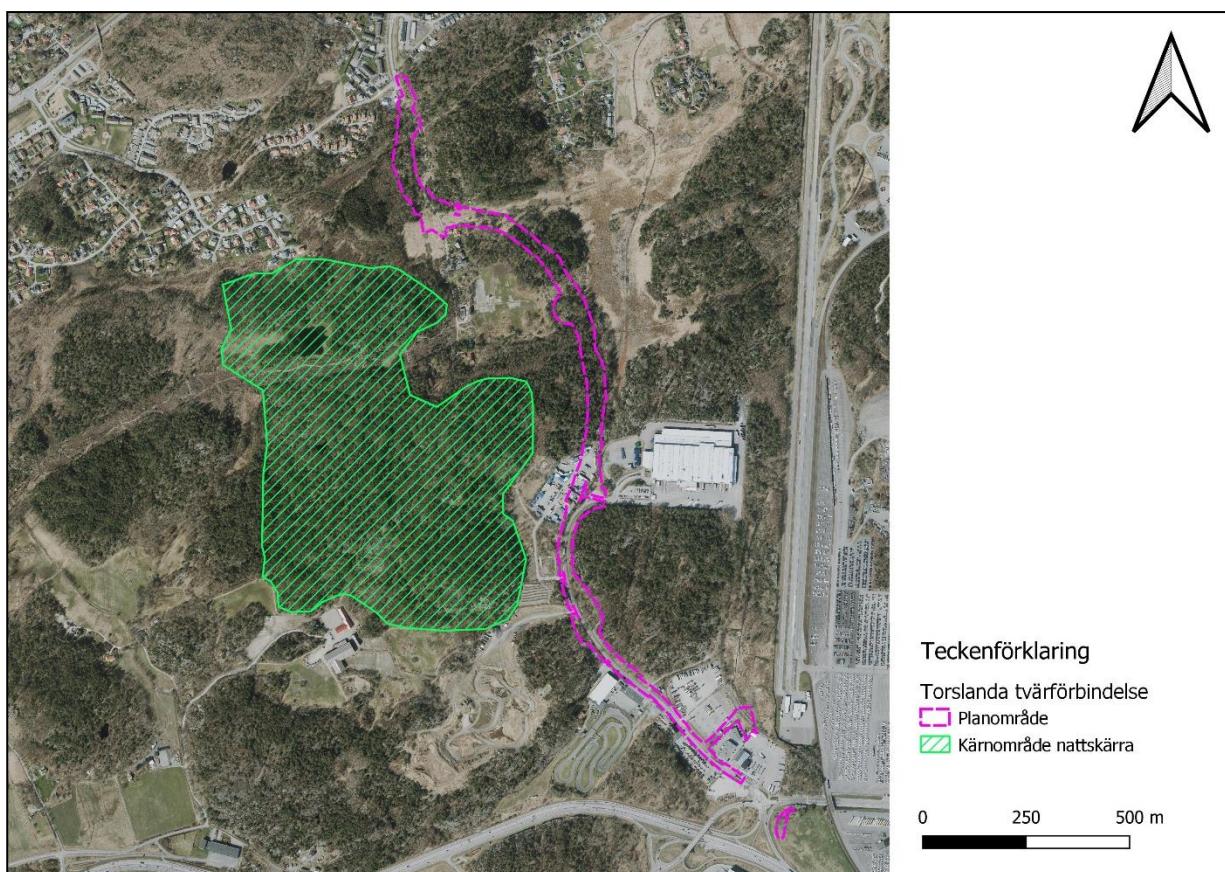 Teckenförklaring
Torslanda tvärförbindelse
Planområde
Kärnområde nattskärra
0 250 500 m